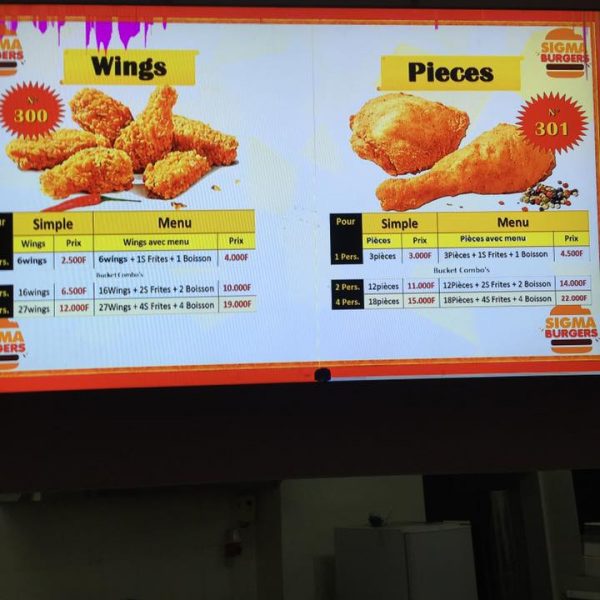 SIGMA
BURGERS
Wings
N°
300
Simple Menu
Wings Prix Wings avec menu Prix
6wings 2.500F 6wings + 1S Frites + 1 Boisson 4.000F
Bucket Combo's
16wings 6.500F 16Wings + 2S Frites + 2 Boisson 10.000F
27wings 12.000F 27Wings + 4S Frites + 4 Boisson 19.000F
Pieces
N°
301
Pour Simple Menu
Pièces Prix Pièces avec menu Prix
1 Pers. 3pièces 3.000F 3Pièces + 1S Frites + 1 Boisson 4.500F
Bucket Combo's
2 Pers. 12pièces 11.000F 12Pièces + 2S Frites + 2 Boisson 14.000F
4 Pers. 18pièces 15.000F 18Pièces + 4S Frites + 4 Boisson 22.000F
SIGMA
BURGERS